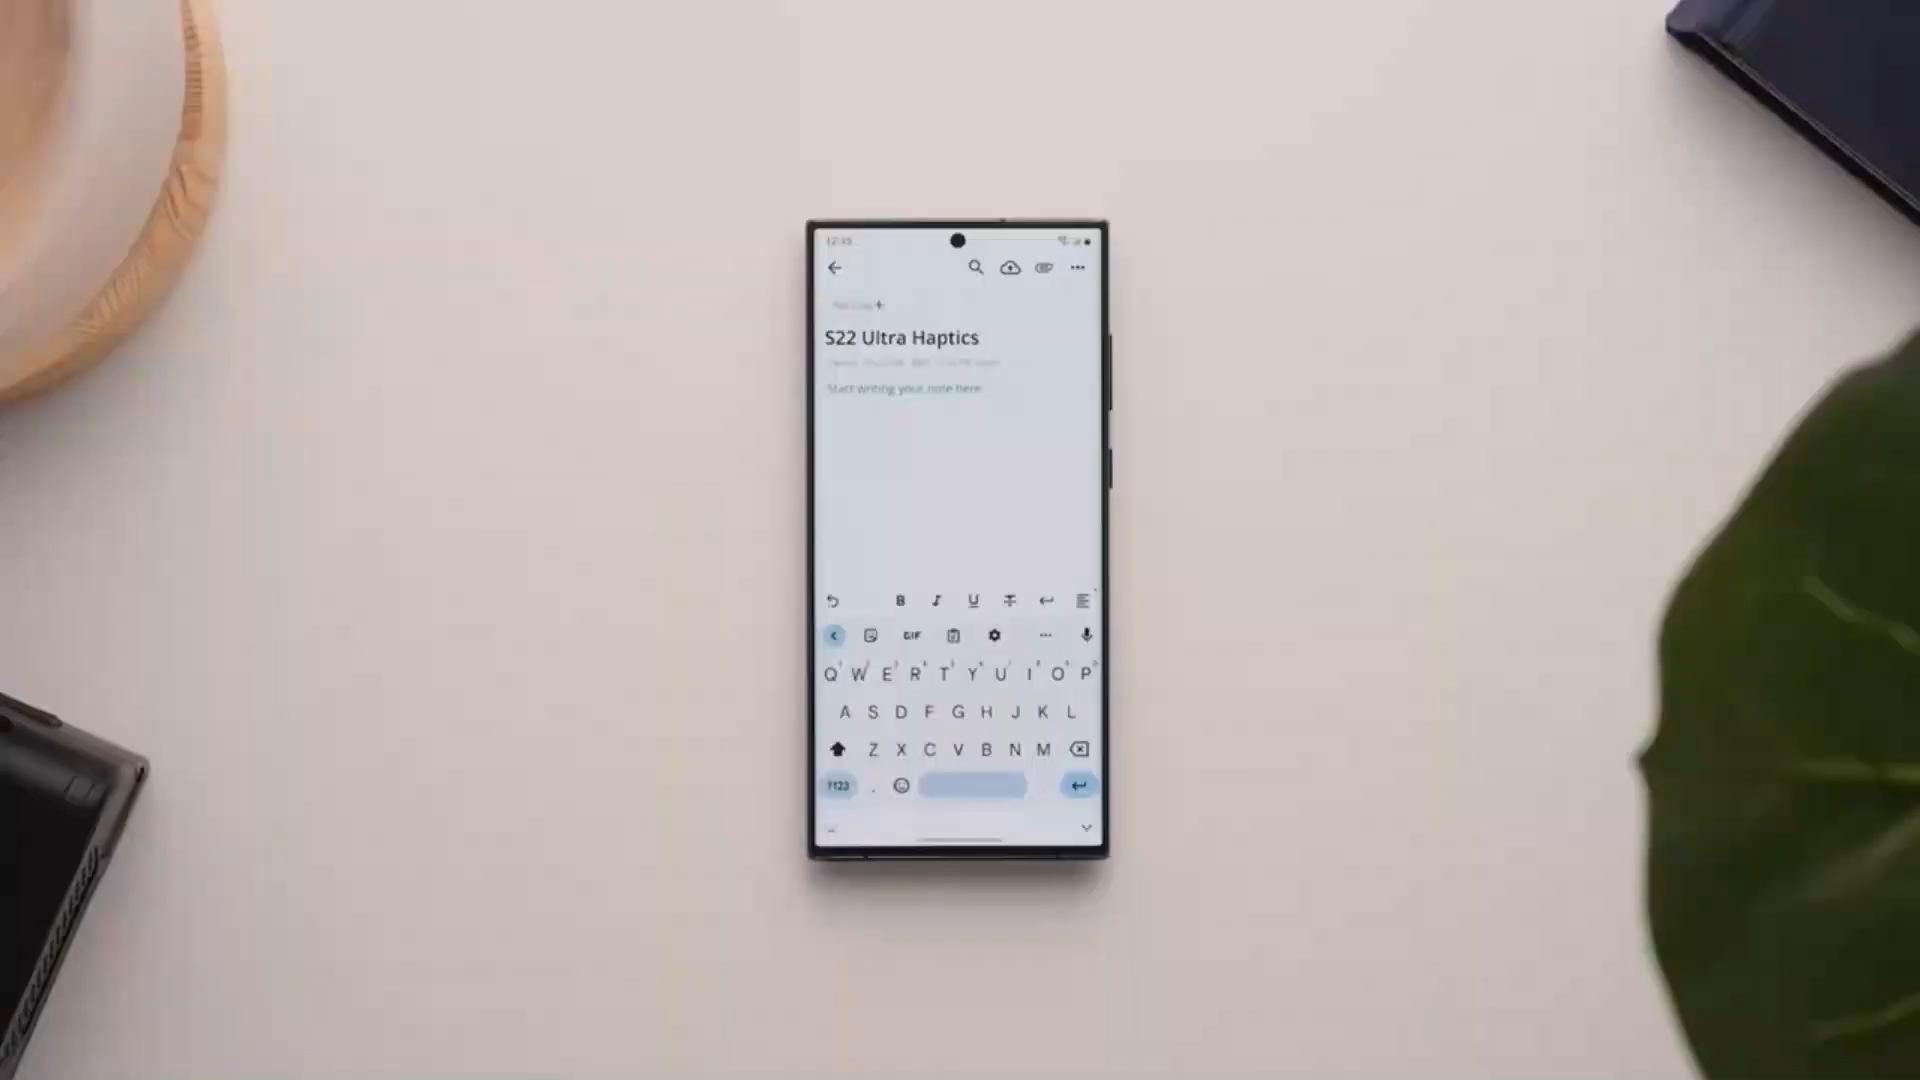 S22 Ultra Haptics
Start writing your note here
B I U T
GIF
Q W E R T Y U I O P
A S D F G H J K L
Z X C V B N M
?123 .